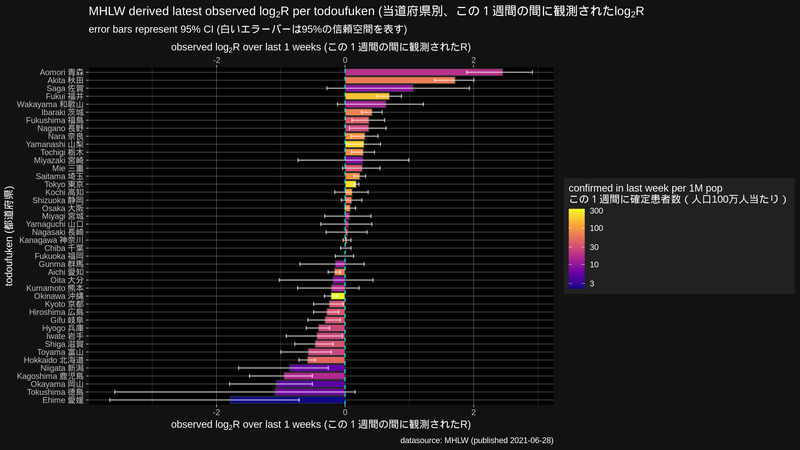 MHLW derived latest observed log₂R per todoufuken (当道府県別、この１週間の間に観測されたlog₂R
error bars represent 95% CI (白いエラーバーは95%の信頼空間を表す)
observed log₂R over last 1 weeks (この１週間の間に観測されたR)
-2 0 2
todoufuken (都道府県)
Aomori 青森
Akita 秋田
Saga 佐賀
Fukui 福井
Wakayama 和歌山
Ibaraki 茨城
Fukushima 福島
Nagano 長野
Nara 奈良
Yamanashi 山梨
Tochigi 栃木
Miyazaki 宮崎
Mie 三重
Saitama 埼玉
Tokyo 東京
Kochi 高知
Shizuoka 静岡
Osaka 大阪
Miyagi 宮城
Yamaguchi 山口
Nagasaki 長崎
Kanagawa 神奈川
Chiba 千葉
Fukuoka 福岡
Gunma 群馬
Aichi 愛知
Oita 大分
Kumamoto 熊本
Okinawa 沖縄
Kyoto 京都
Hiroshima 広島
Gifu 岐阜
Hyogo 兵庫
Iwate 岩手
Shiga 滋賀
Toyama 富山
Hokkaido 北海道
Niigata 新潟
Kagoshima 鹿児島
Okayama 岡山
Tokushima 徳島
Ehime 愛媛
-2 0 2
observed log₂R over last 1 weeks (この１週間の間に観測されたR)
datasource: MHLW (published 2021-06-28)
confirmed in last week per 1M pop
この１週間に確定患者数（人口100万人当たり）
300
100
30
10
3